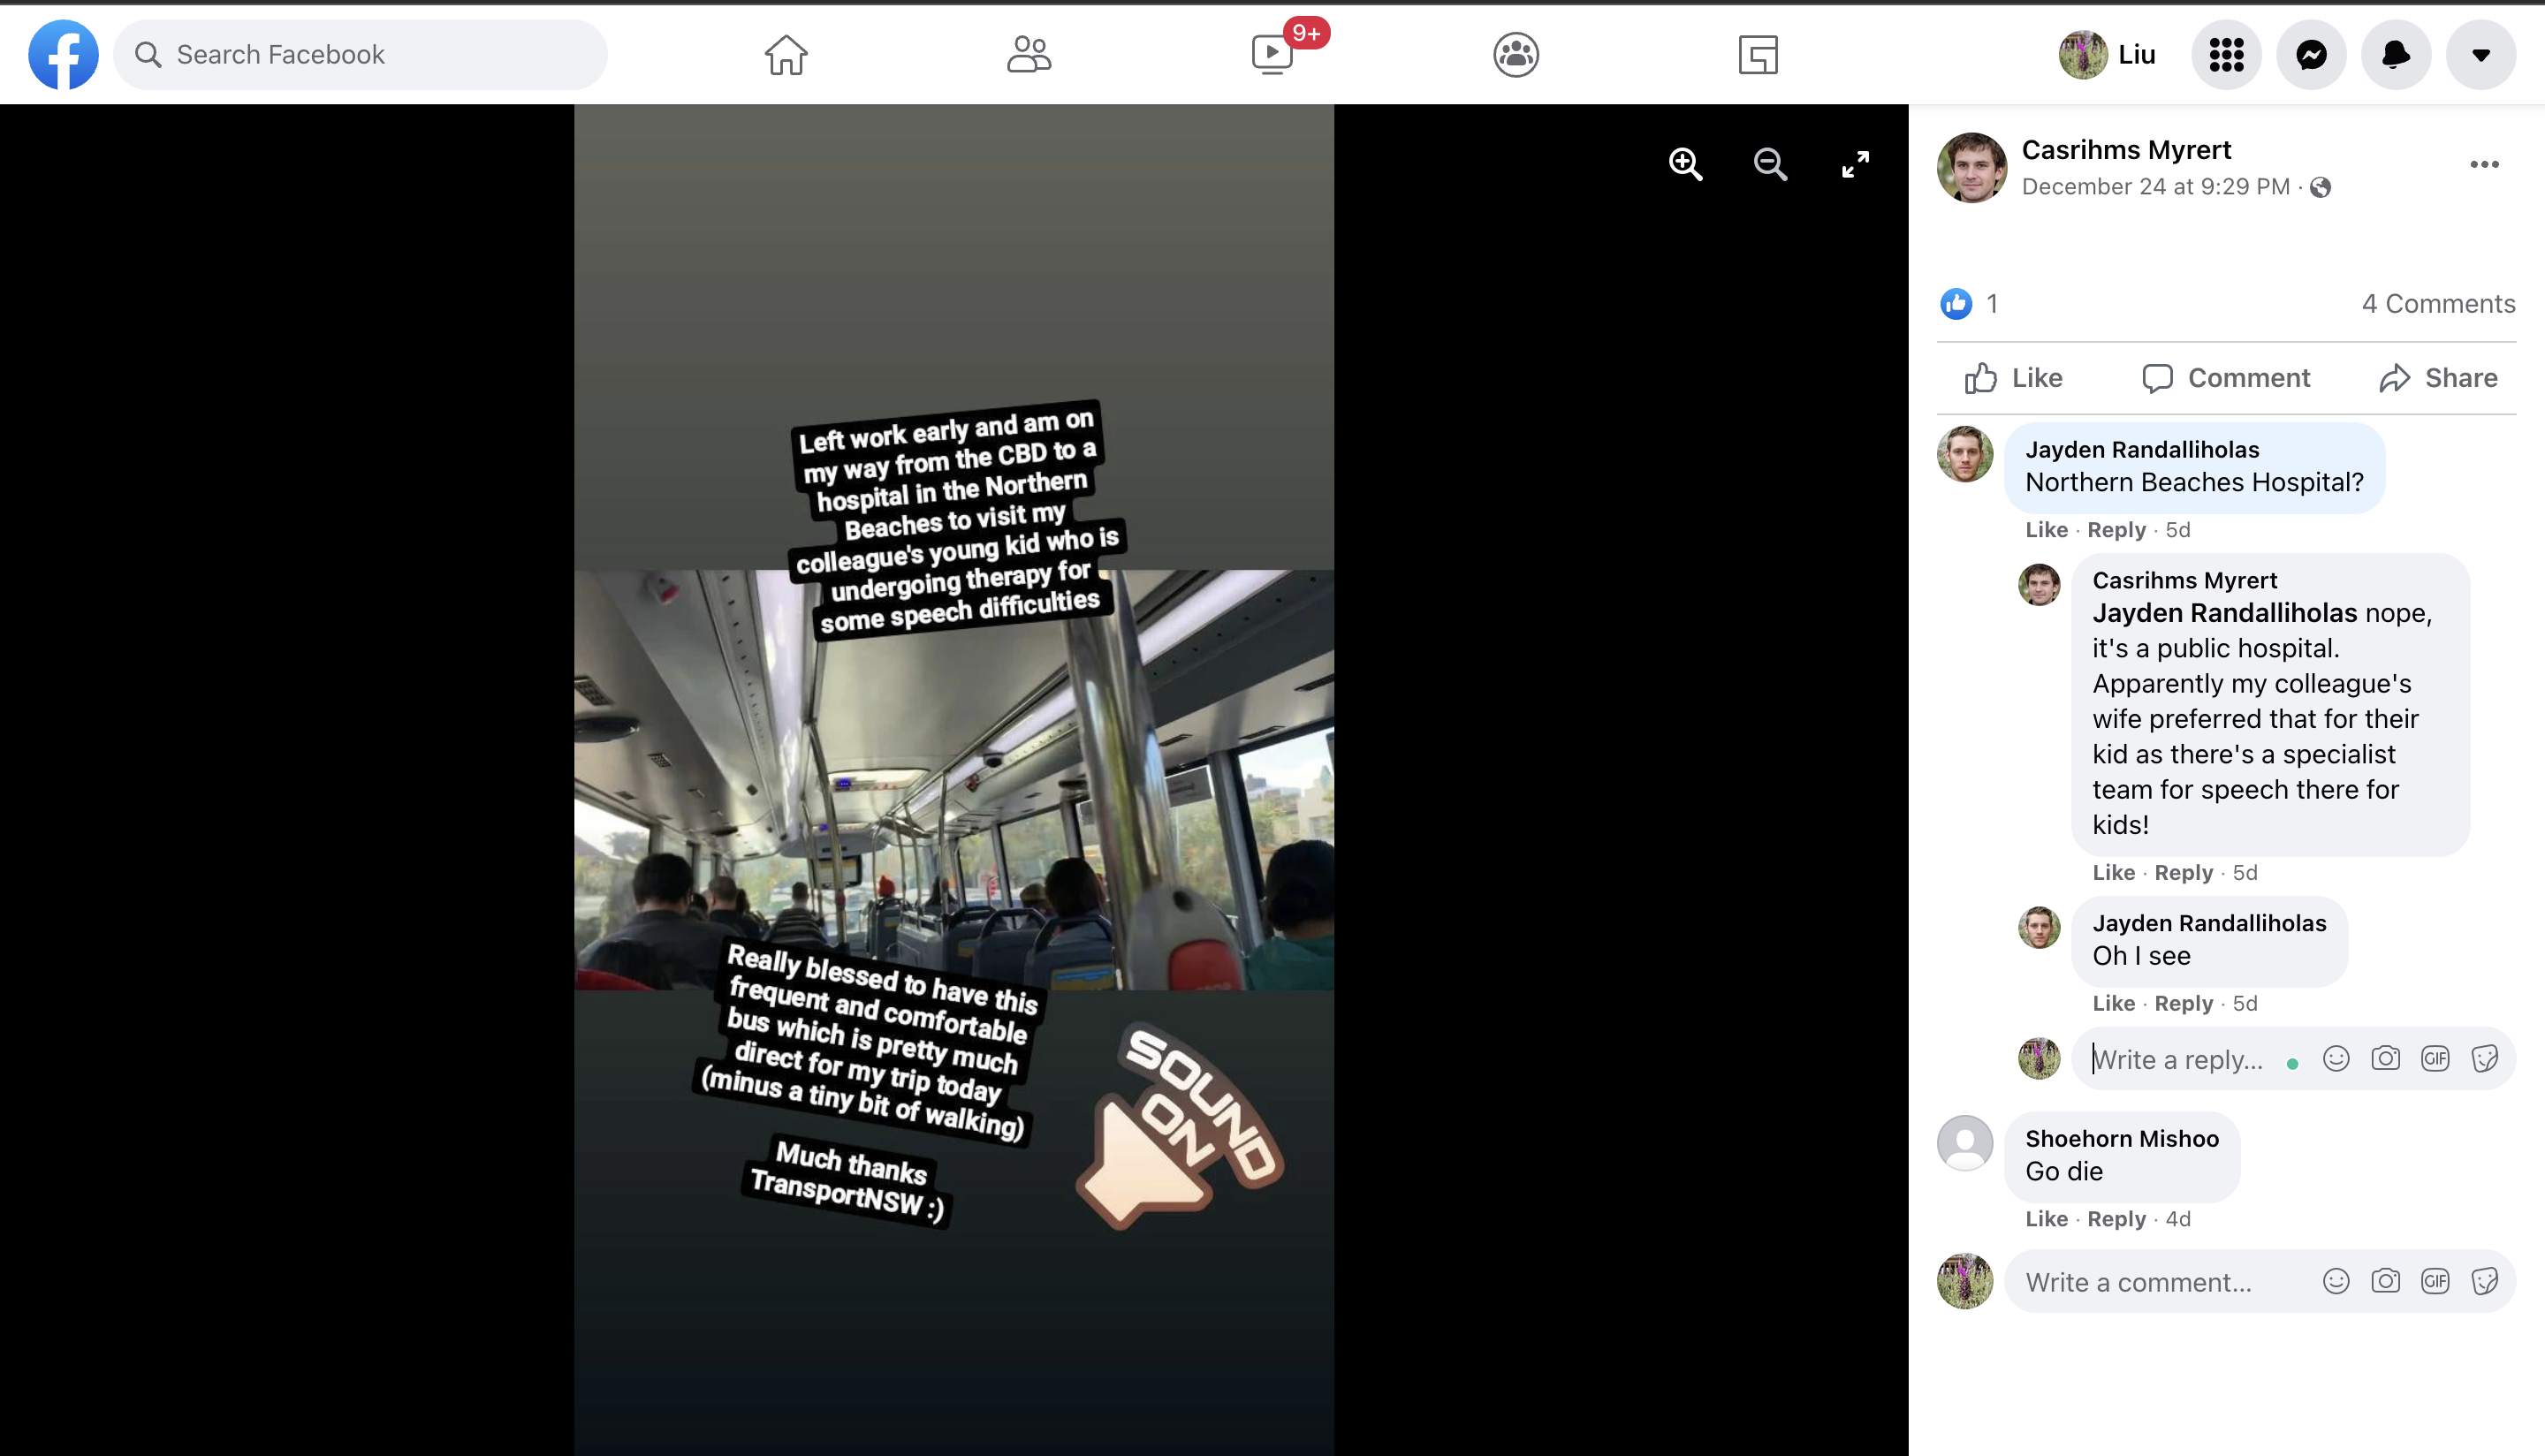 Search Facebook
9+
Liu
Left work early and am on
my way from the CBD to a
hospital in the Northern
Beaches to visit my
colleague's young kid who is
undergoing therapy for
some speech difficulties
Really blessed to have this
frequent and comfortable
bus which is pretty much
direct for my trip today
(minus a tiny bit of walking)
Much thanks
TransportNSW :)
SOUND
ON
Casrihms Myrert
December 24 at 9:29 PM ·
1
4 Comments
Like
Comment
Share
Jayden Randalliholas
Northern Beaches Hospital?
Like · Reply · 5d
Casrihms Myrert
Jayden Randalliholas nope,
it's a public hospital.
Apparently my colleague's
wife preferred that for their
kid as there's a specialist
team for speech there for
kids!
Like · Reply · 5d
Jayden Randalliholas
Oh I see
Like · Reply · 5d
Write a reply...
GIF
Shoehorn Mishoo
Go die
Like · Reply · 4d
Write a comment...
GIF